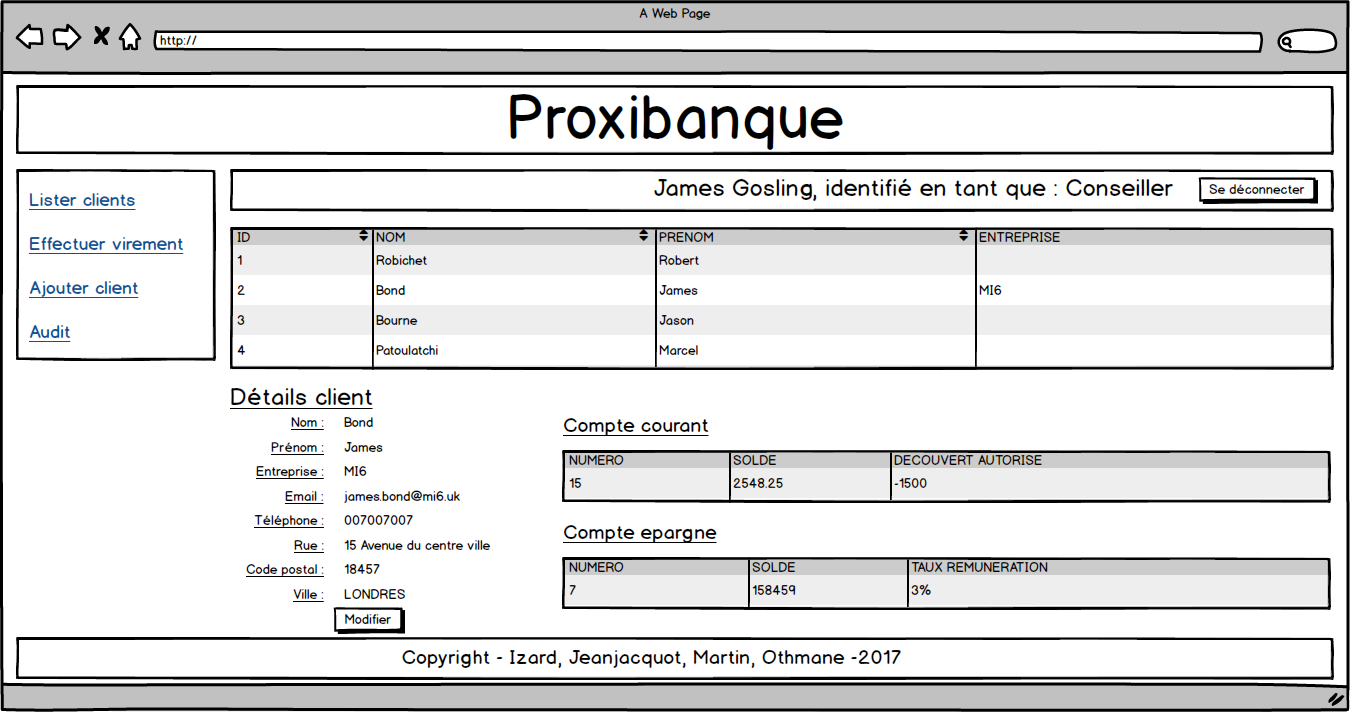 A Web Page
http://
Proxibanque
Lister clients
Effectuer virement
Ajouter client
Audit
James Gosling, identifié en tant que : Conseiller Se déconnecter
ID NOM PRENOM ENTREPRISE
1 Robichet Robert
2 Bond James MI6
3 Bourne Jason
4 Patoulatchi Marcel
Détails client
Nom : Bond
Prénom : James
Entreprise : MI6
Email : james.bond@mi6.uk
Téléphone : 007007007
Rue : 15 Avenue du centre ville
Code postal : 18457
Ville : LONDRES
Modifier
Compte courant
NUMERO SOLDE DECOUVERT AUTORISE
15 2548.25 -1500
Compte epargne
NUMERO SOLDE TAUX REMUNERATION
7 158459 3%
Copyright - Izard, Jeanjacquot, Martin, Othmane -2017